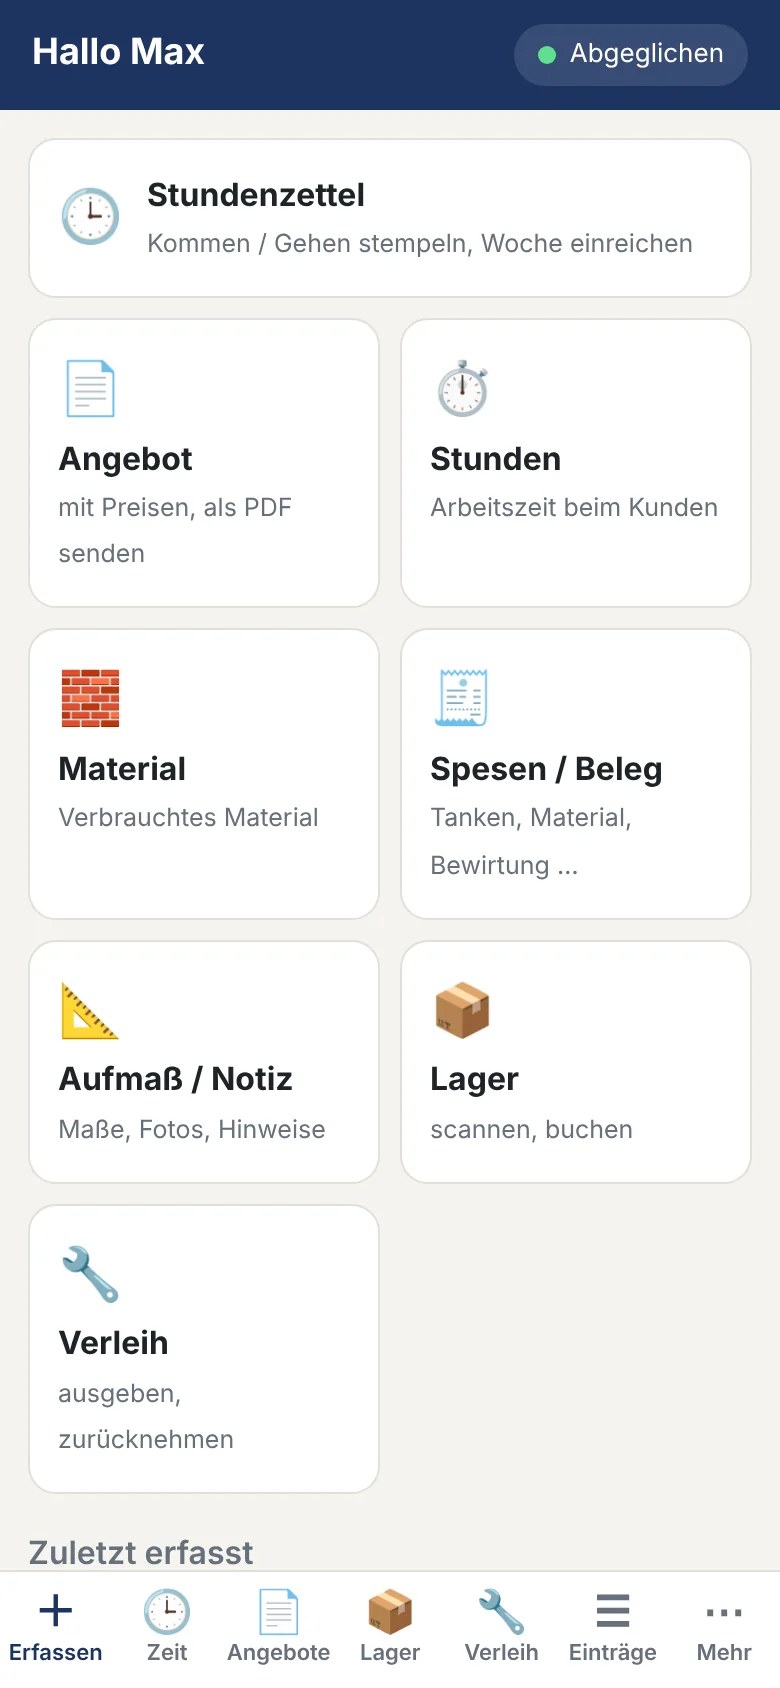 Hallo Max
Abgeglichen
Stundenzettel
Kommen / Gehen stempeln, Woche einreichen
Angebot
mit Preisen, als PDF
senden
Stunden
Arbeitszeit beim Kunden
Material
Verbrauchtes Material
Spesen / Beleg
Tanken, Material,
Bewirtung ...
Aufmaß / Notiz
Maße, Fotos, Hinweise
Lager
scannen, buchen
Verleih
ausgeben,
zurücknehmen
Zuletzt erfasst
Erfassen
Zeit
Angebote
Lager
Verleih
Einträge
Mehr